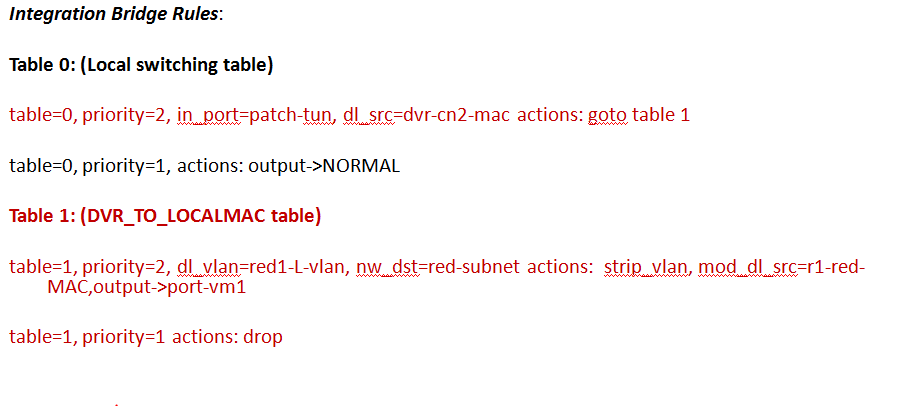 Integration Bridge Rules:
Table 0: (Local switching table)
table=0, priority=2, in_port=patch-tun, dl_src=dvr-cn2-mac actions: goto table 1
table=0, priority=1, actions: output->NORMAL
Table 1: (DVR_TO_LOCALMAC table)
table=1, priority=2, dl_vlan=red1-L-vlan, nw_dst=red-subnet actions:  strip_vlan, mod_dl_src=r1-red-
MAC,output->port-vm1
table=1, priority=1 actions: drop